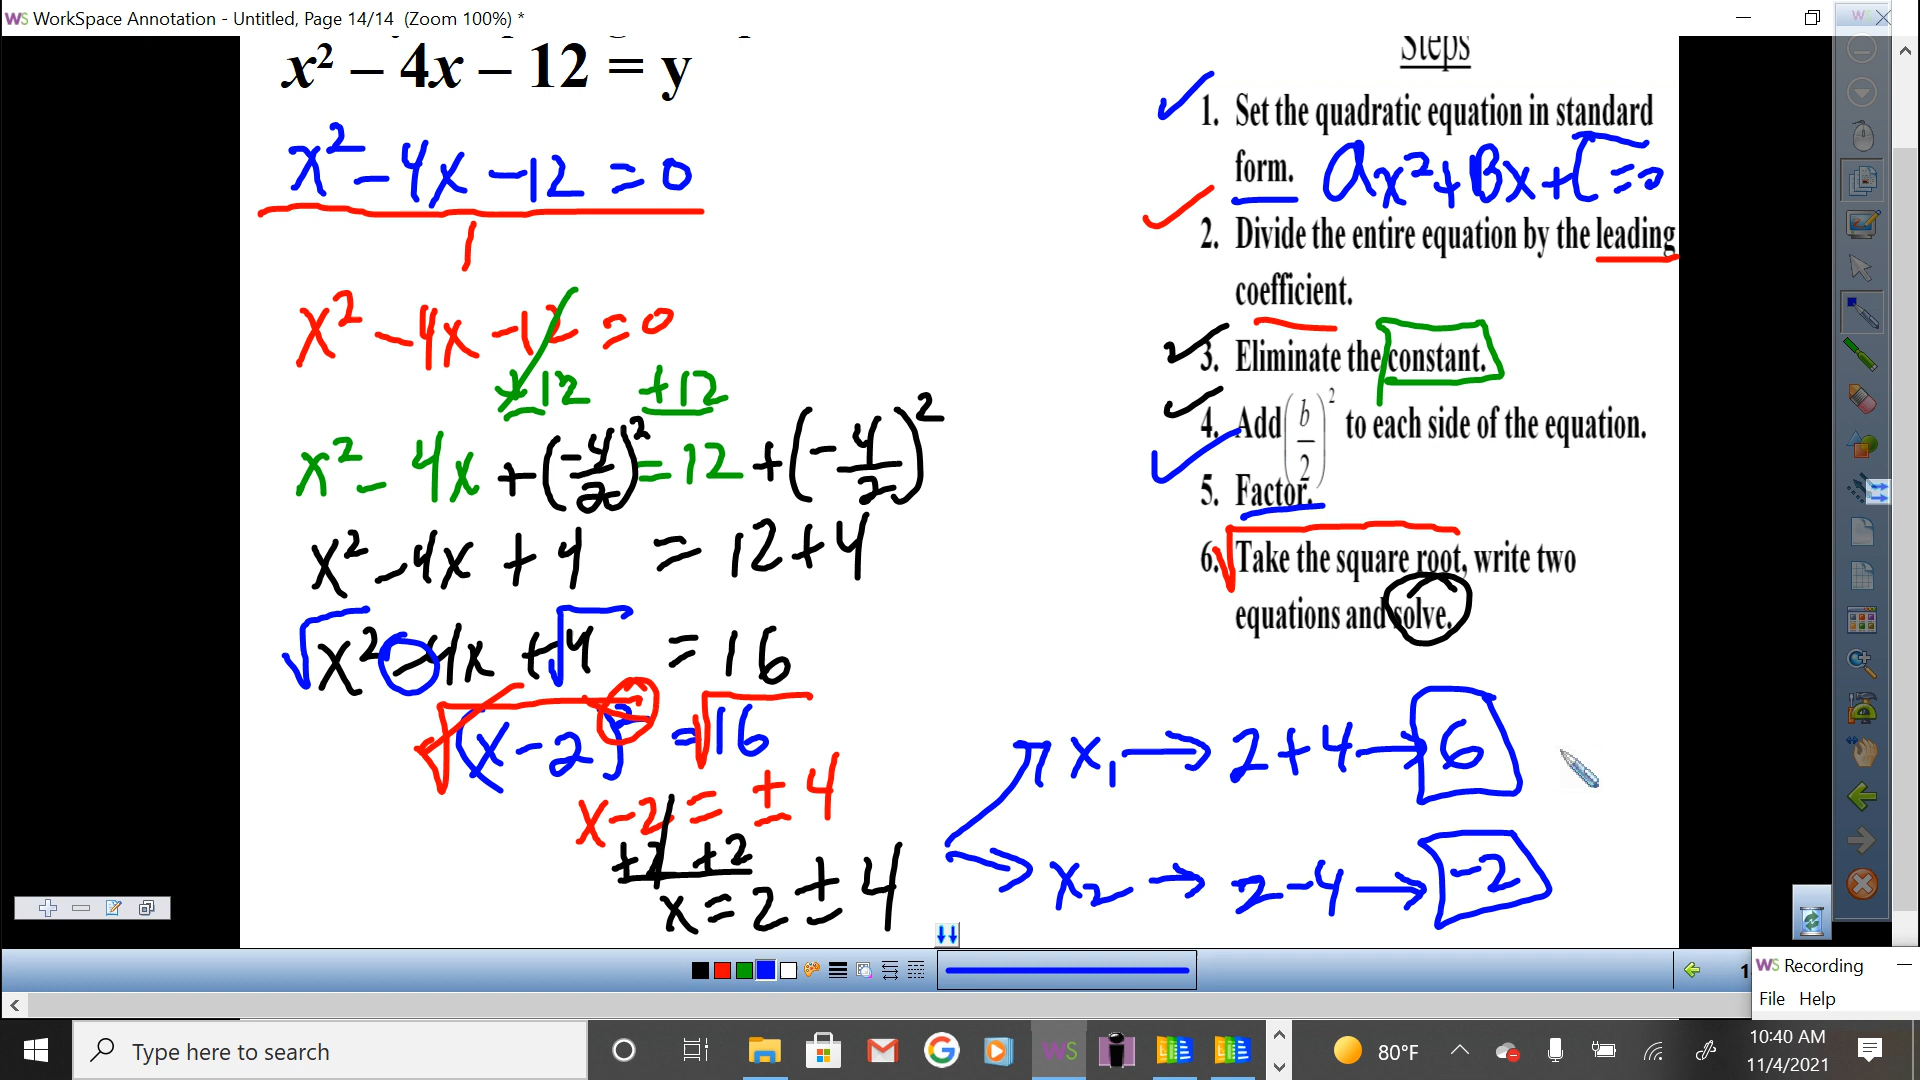 WS WorkSpace Annotation - Untitled, Page 14/14 (Zoom 100%) *
x² – 4x – 12 = y
x² - 4x - 12 = 0
1
x² - 4x - 12 = 0
+12 +12
x² - 4x + (-4/2)² = 12 + (-4/2)²
x² - 4x + 4 = 12 + 4
√x² - 4x + √4 = 16
√(x - 2)² = √16
x - 2 = ± 4
+2 +2
x = 2 ± 4
Steps
1. Set the quadratic equation in standard
form. Ax² + Bx + C = 0
2. Divide the entire equation by the leading
coefficient.
3. Eliminate the constant.
4. Add (b/2)² to each side of the equation.
5. Factor.
6. Take the square root, write two
equations and solve.
x₁ → 2 + 4 → 6
x₂ → 2 - 4 → -2
WS Recording
File Help
Type here to search
WS
80°F
10:40 AM
11/4/2021